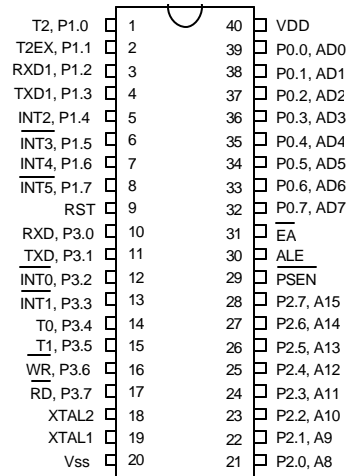 T2, P1.0 1 40 VDD
T2EX, P1.1 2 39 P0.0, AD0
RXD1, P1.2 3 38 P0.1, AD1
TXD1, P1.3 4 37 P0.2, AD2
INT2, P1.4 5 36 P0.3, AD3
INT3, P1.5 6 35 P0.4, AD4
INT4, P1.6 7 34 P0.5, AD5
INT5, P1.7 8 33 P0.6, AD6
RST 9 32 P0.7, AD7
RXD, P3.0 10 31 EA
TXD, P3.1 11 30 ALE
INT0, P3.2 12 29 PSEN
INT1, P3.3 13 28 P2.7, A15
T0, P3.4 14 27 P2.6, A14
T1, P3.5 15 26 P2.5, A13
WR, P3.6 16 25 P2.4, A12
RD, P3.7 17 24 P2.3, A11
XTAL2 18 23 P2.2, A10
XTAL1 19 22 P2.1, A9
Vss 20 21 P2.0, A8